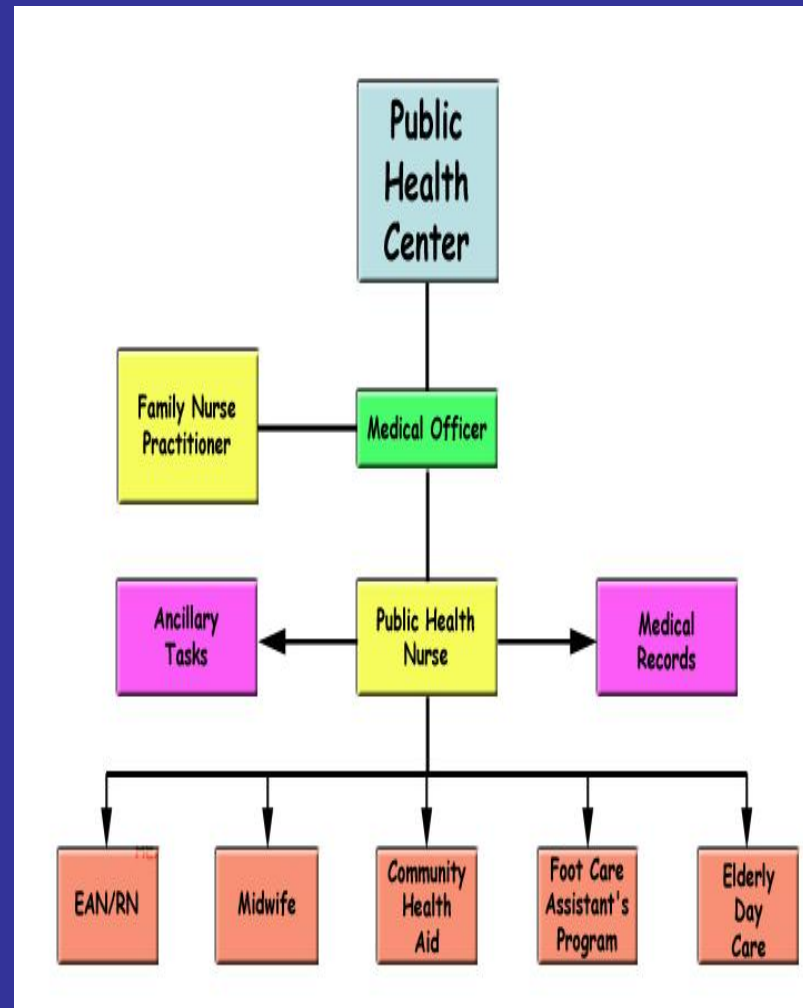 Public
Health
Center
Family Nurse
Practitioner
Medical Officer
Ancillary
Tasks
Public Health
Nurse
Medical
Records
EAN/RN
Midwife
Community
Health
Aid
Foot Care
Assistant's
Program
Elderly
Day
Care